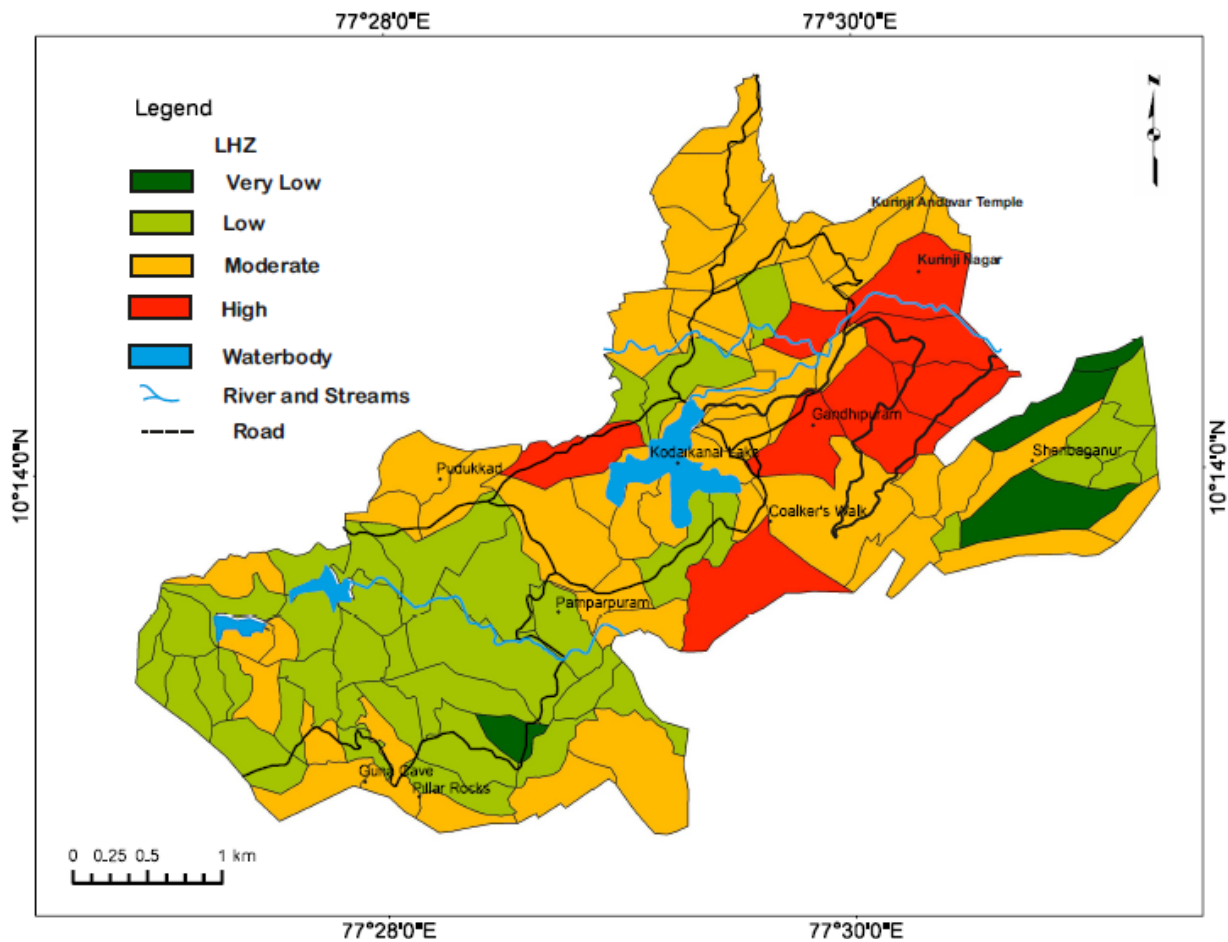 77°28'0"E 77°30'0"E
Legend
LHZ
Very Low
Low
Moderate
High
Waterbody
River and Streams
Road
Z
Kurinji Andavar Temple
Kurinji Nagar
Gandhipuram
Shenbaganur
Kodaikanal Lake
Pudukkad
Coalker's Walk
Pamparpuram
Guna Cave
Pillar Rocks
10°14'0"N
10°14'0"N
0 0.25 0.5 1 km
77°28'0"E 77°30'0"E